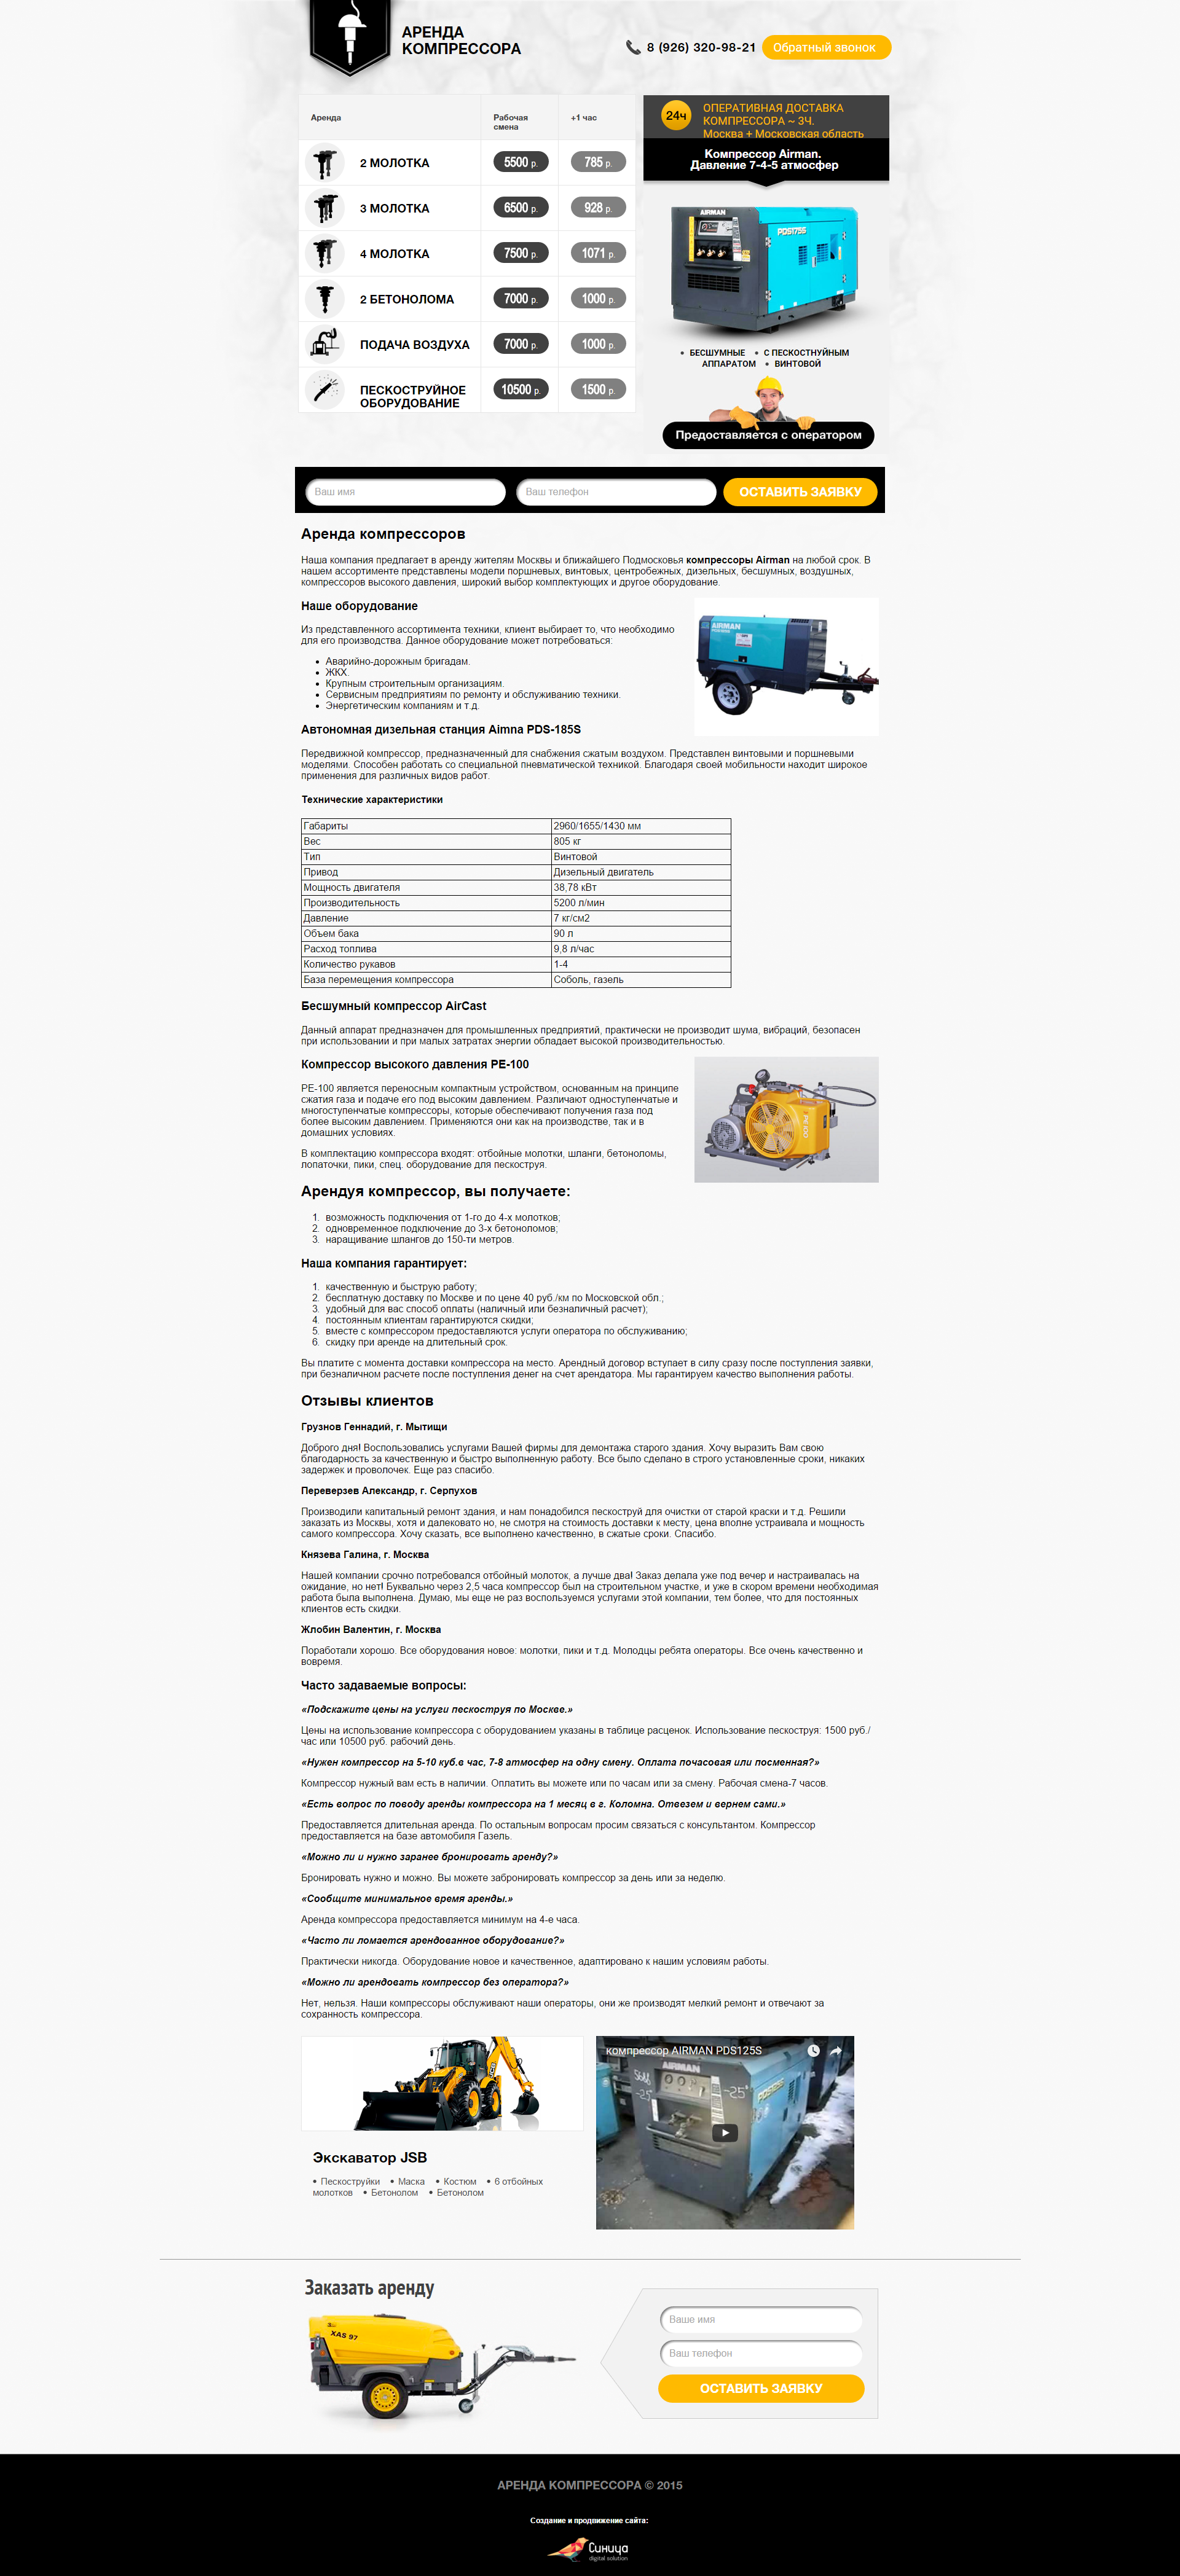 АРЕНДА
КОМПРЕССОРА
8 (926) 320-98-21
Обратный звонок
Аренда
Рабочая
смена
+1 час
2 МОЛОТКА
5500 р.
785 р.
3 МОЛОТКА
6500 р.
928 р.
4 МОЛОТКА
7500 р.
1071 р.
2 БЕТОНОЛОМА
7000 р.
1000 р.
ПОДАЧА ВОЗДУХА
7000 р.
1000 р.
ПЕСКОСТРУЙНОЕ
ОБОРУДОВАНИЕ
10500 р.
1500 р.
24ч
ОПЕРАТИВНАЯ ДОСТАВКА
КОМПРЕССОРА ~ 3Ч.
Москва + Московская область
Компрессор Airman.
Давление 7-4-5 атмосфер
AIRMAN
PDS175S
• БЕСШУМНЫЕ • С ПЕСКОСТНУЙНЫМ
АППАРАТОМ • ВИНТОВОЙ
Предоставляется с оператором
Ваш имя
Ваш телефон
ОСТАВИТЬ ЗАЯВКУ
Аренда компрессоров
Наша компания предлагает в аренду жителям Москвы и ближайшего Подмосковья компрессоры Airman на любой срок. В
нашем ассортименте представлены модели поршневых, винтовых, центробежных, дизельных, бесшумных, воздушных,
компрессоров высокого давления, широкий выбор комплектующих и другое оборудование.
Наше оборудование
Из представленного ассортимента техники, клиент выбирает то, что необходимо
для его производства. Данное оборудование может потребоваться:
• Аварийно-дорожным бригадам.
• ЖКХ.
• Крупным строительным организациям.
• Сервисным предприятиям по ремонту и обслуживанию техники.
• Энергетическим компаниям и т.д.
AIRMAN
Автономная дизельная станция Aimna PDS-185S
Передвижной компрессор, предназначенный для снабжения сжатым воздухом. Представлен винтовыми и поршневыми
моделями. Способен работать со специальной пневматической техникой. Благодаря своей мобильности находит широкое
применения для различных видов работ.
Технические характеристики
Габариты 2960/1655/1430 мм
Вес 805 кг
Тип Винтовой
Привод Дизельный двигатель
Мощность двигателя 38,78 кВт
Производительность 5200 л/мин
Давление 7 кг/см2
Объем бака 90 л
Расход топлива 9,8 л/час
Количество рукавов 1-4
База перемещения компрессора Соболь, газель
Бесшумный компрессор AirCast
Данный аппарат предназначен для промышленных предприятий, практически не производит шума, вибраций, безопасен
при использовании и при малых затратах энергии обладает высокой производительностью.
Компрессор высокого давления PE-100
PE-100 является переносным компактным устройством, основанным на принципе
сжатия газа и подаче его под высоким давлением. Различают одноступенчатые и
многоступенчатые компрессоры, которые обеспечивают получения газа под
более высоким давлением. Применяются они как на производстве, так и в
домашних условиях.
В комплектацию компрессора входят: отбойные молотки, шланги, бетоноломы,
лопаточки, пики, спец. оборудование для пескоструя.
Арендуя компрессор, вы получаете:
1. возможность подключения от 1-го до 4-х молотков;
2. одновременное подключение до 3-х бетоноломов;
3. наращивание шлангов до 150-ти метров.
Наша компания гарантирует:
1. качественную и быструю работу;
2. бесплатную доставку по Москве и по цене 40 руб./км по Московской обл.;
3. удобный для вас способ оплаты (наличный или безналичный расчет);
4. постоянным клиентам гарантируются скидки;
5. вместе с компрессором предоставляются услуги оператора по обслуживанию;
6. скидку при аренде на длительный срок.
Вы платите с момента доставки компрессора на место. Арендный договор вступает в силу сразу после поступления заявки,
при безналичном расчете после поступления денег на счет арендатора. Мы гарантируем качество выполнения работы.
Отзывы клиентов
Грузнов Геннадий, г. Мытищи
Доброго дня! Воспользовались услугами Вашей фирмы для демонтажа старого здания. Хочу выразить Вам свою
благодарность за качественную и быстро выполненную работу. Все было сделано в строго установленные сроки, никаких
задержек и проволочек. Еще раз спасибо.
Переверзев Александр, г. Серпухов
Производили капитальный ремонт здания, и нам понадобился пескоструй для очистки от старой краски и т.д. Решили
заказать из Москвы, хотя и далековато но, не смотря на стоимость доставки к месту, цена вполне устраивала и мощность
самого компрессора. Хочу сказать, все выполнено качественно, в сжатые сроки. Спасибо.
Князева Галина, г. Москва
Нашей компании срочно потребовался отбойный молоток, а лучше два! Заказ делала уже под вечер и настраивалась на
ожидание, но нет! Буквально через 2,5 часа компрессор был на строительном участке, и уже в скором времени необходимая
работа была выполнена. Думаю, мы еще не раз воспользуемся услугами этой компании, тем более, что для постоянных
клиентов есть скидки.
Жлобин Валентин, г. Москва
Поработали хорошо. Все оборудования новое: молотки, пики и т.д. Молодцы ребята операторы. Все очень качественно и
вовремя.
Часто задаваемые вопросы:
«Подскажите цены на услуги пескоструя по Москве.»
Цены на использование компрессора с оборудованием указаны в таблице расценок. Использование пескоструя: 1500 руб./
час или 10500 руб. рабочий день.
«Нужен компрессор на 5-10 куб.в час, 7-8 атмосфер на одну смену. Оплата почасовая или посменная?»
Компрессор нужный вам есть в наличии. Оплатить вы можете или по часам или за смену. Рабочая смена-7 часов.
«Есть вопрос по поводу аренды компрессора на 1 месяц в г. Коломна. Отвезем и вернем сами.»
Предоставляется длительная аренда. По остальным вопросам просим связаться с консультантом. Компрессор
предоставляется на базе автомобиля Газель.
«Можно ли и нужно заранее бронировать аренду?»
Бронировать нужно и можно. Вы можете забронировать компрессор за день или за неделю.
«Сообщите минимальное время аренды.»
Аренда компрессора предоставляется минимум на 4-е часа.
«Часто ли ломается арендованное оборудование?»
Практически никогда. Оборудование новое и качественное, адаптировано к нашим условиям работы.
«Можно ли арендовать компрессор без оператора?»
Нет, нельзя. Наши компрессоры обслуживают наши операторы, они же производят мелкий ремонт и отвечают за
сохранность компрессора.
Экскаватор JSB
• Пескоструйки • Маска • Костюм • 6 отбойных
молотков • Бетонолом • Бетонолом
компрессор AIRMAN PDS125S
AIRMAN
Заказать аренду
XAS 97
Ваше имя
Ваш телефон
ОСТАВИТЬ ЗАЯВКУ
АРЕНДА КОМПРЕССОРА © 2015
Создание и продвижение сайта:
Синица
digital solution